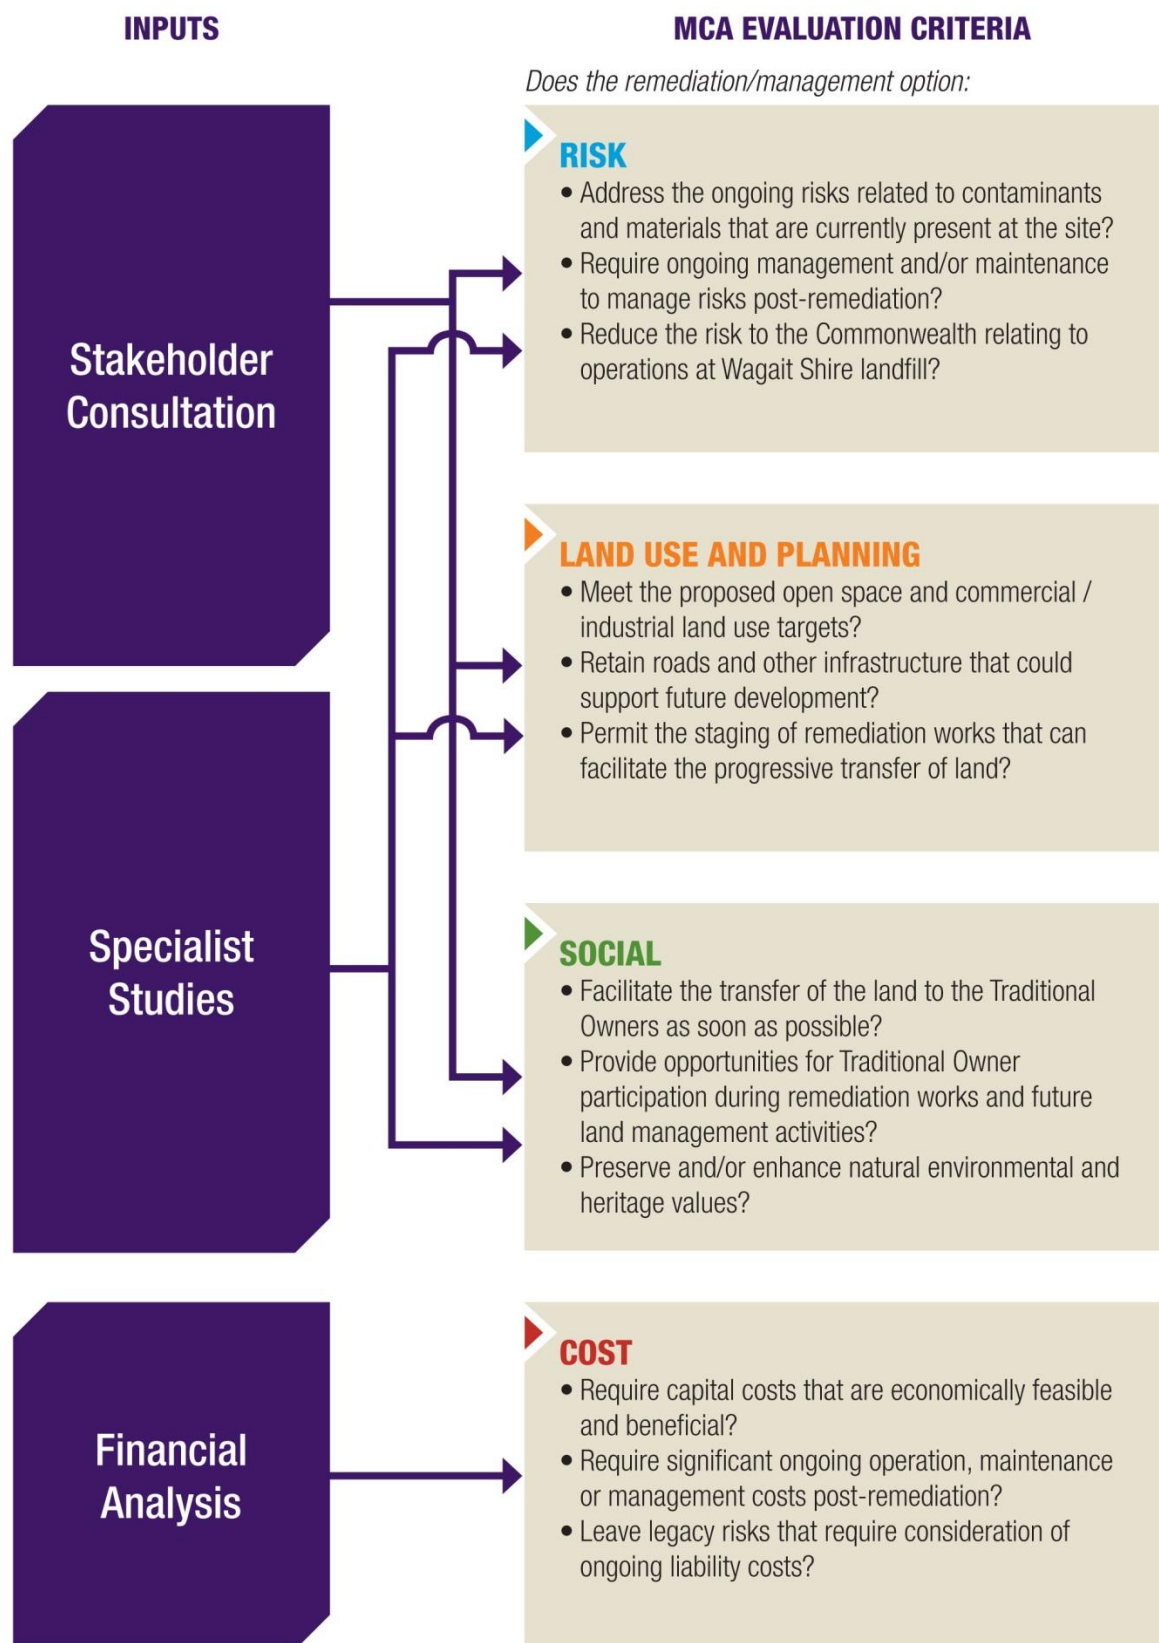 INPUTS
MCA EVALUATION CRITERIA
Does the remediation/management option:
Stakeholder
Consultation
RISK
• Address the ongoing risks related to contaminants
and materials that are currently present at the site?
• Require ongoing management and/or maintenance
to manage risks post-remediation?
• Reduce the risk to the Commonwealth relating to
operations at Wagait Shire landfill?
LAND USE AND PLANNING
• Meet the proposed open space and commercial /
industrial land use targets?
• Retain roads and other infrastructure that could
support future development?
• Permit the staging of remediation works that can
facilitate the progressive transfer of land?
Specialist
Studies
SOCIAL
• Facilitate the transfer of the land to the Traditional
Owners as soon as possible?
• Provide opportunities for Traditional Owner
participation during remediation works and future
land management activities?
• Preserve and/or enhance natural environmental and
heritage values?
Financial
Analysis
COST
• Require capital costs that are economically feasible
and beneficial?
• Require significant ongoing operation, maintenance
or management costs post-remediation?
• Leave legacy risks that require consideration of
ongoing liability costs?